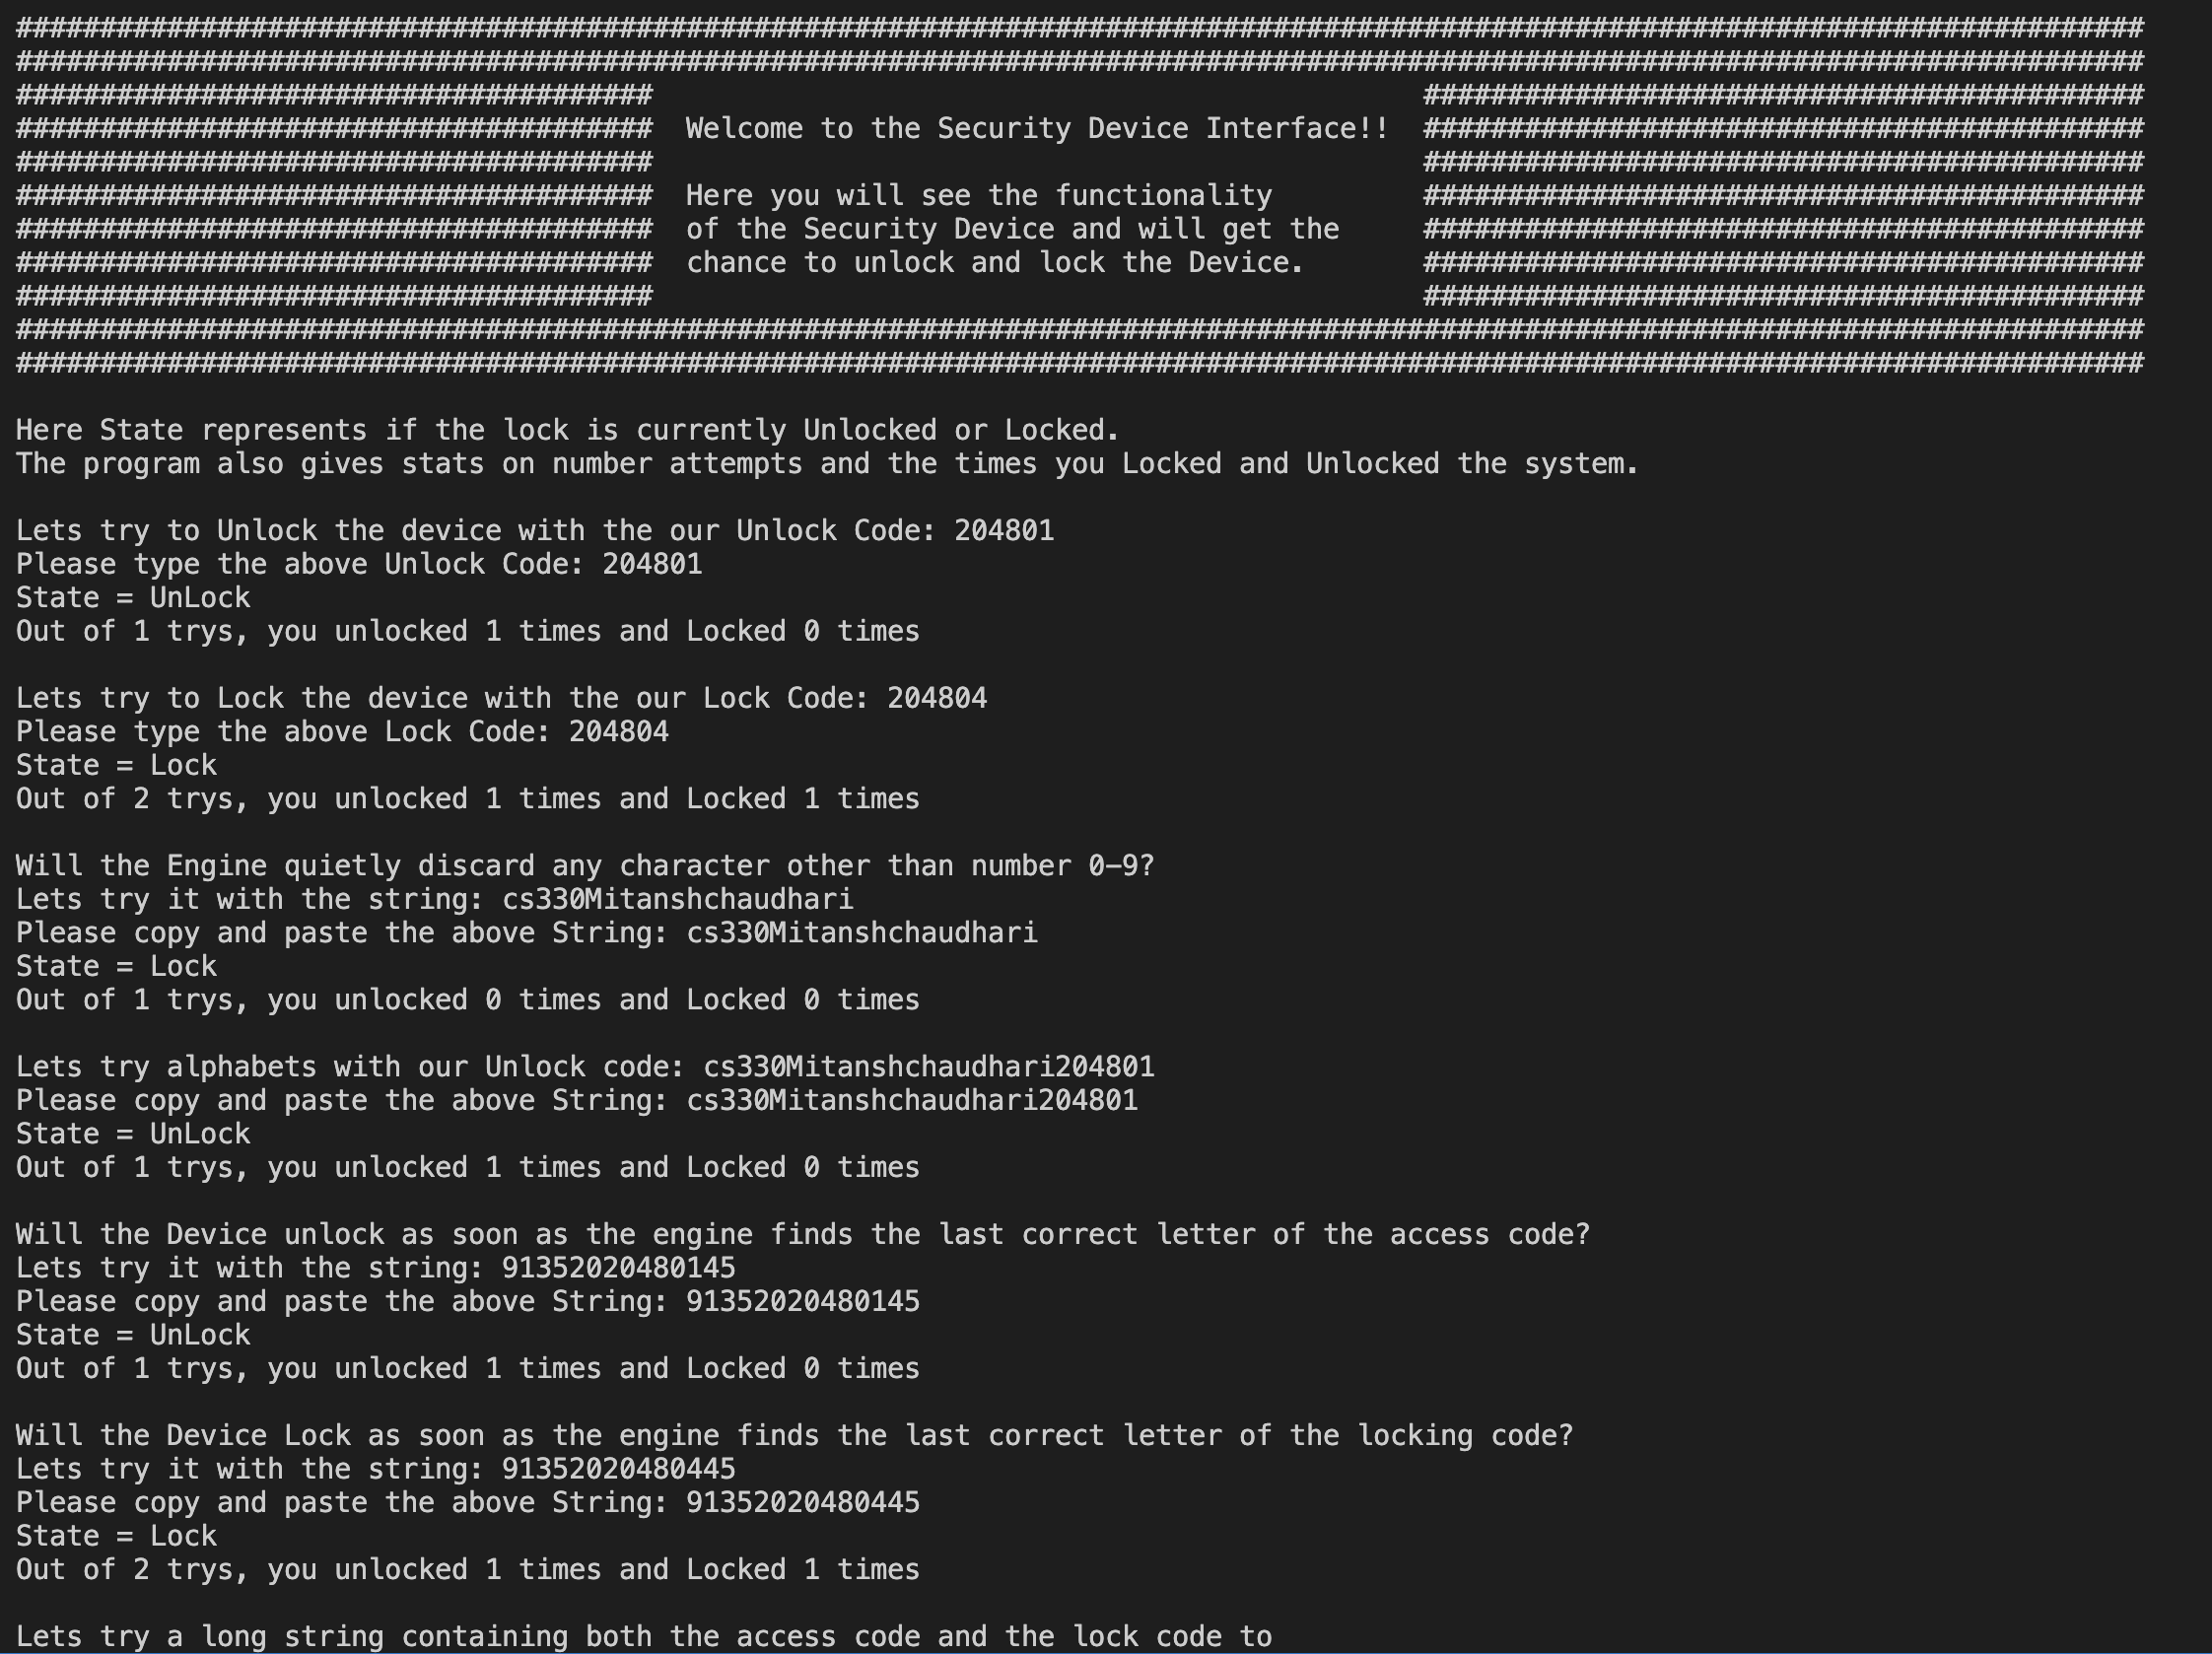 ###############################################################################################################################
###############################################################################################################################
######################################                                              ###########################################
######################################  Welcome to the Security Device Interface!!  ###########################################
######################################                                              ###########################################
######################################  Here you will see the functionality         ###########################################
######################################  of the Security Device and will get the     ###########################################
######################################  chance to unlock and lock the Device.       ###########################################
######################################                                              ###########################################
###############################################################################################################################
###############################################################################################################################

Here State represents if the lock is currently Unlocked or Locked.
The program also gives stats on number attempts and the times you Locked and Unlocked the system.

Lets try to Unlock the device with the our Unlock Code: 204801
Please type the above Unlock Code: 204801
State = UnLock
Out of 1 trys, you unlocked 1 times and Locked 0 times

Lets try to Lock the device with the our Lock Code: 204804
Please type the above Lock Code: 204804
State = Lock
Out of 2 trys, you unlocked 1 times and Locked 1 times

Will the Engine quietly discard any character other than number 0–9?
Lets try it with the string: cs330Mitanshchaudhari
Please copy and paste the above String: cs330Mitanshchaudhari
State = Lock
Out of 1 trys, you unlocked 0 times and Locked 0 times

Lets try alphabets with our Unlock code: cs330Mitanshchaudhari204801
Please copy and paste the above String: cs330Mitanshchaudhari204801
State = UnLock
Out of 1 trys, you unlocked 1 times and Locked 0 times

Will the Device unlock as soon as the engine finds the last correct letter of the access code?
Lets try it with the string: 91352020480145
Please copy and paste the above String: 91352020480145
State = UnLock
Out of 1 trys, you unlocked 1 times and Locked 0 times

Will the Device Lock as soon as the engine finds the last correct letter of the locking code?
Lets try it with the string: 91352020480445
Please copy and paste the above String: 91352020480445
State = Lock
Out of 2 trys, you unlocked 1 times and Locked 1 times

Lets try a long string containing both the access code and the lock code to